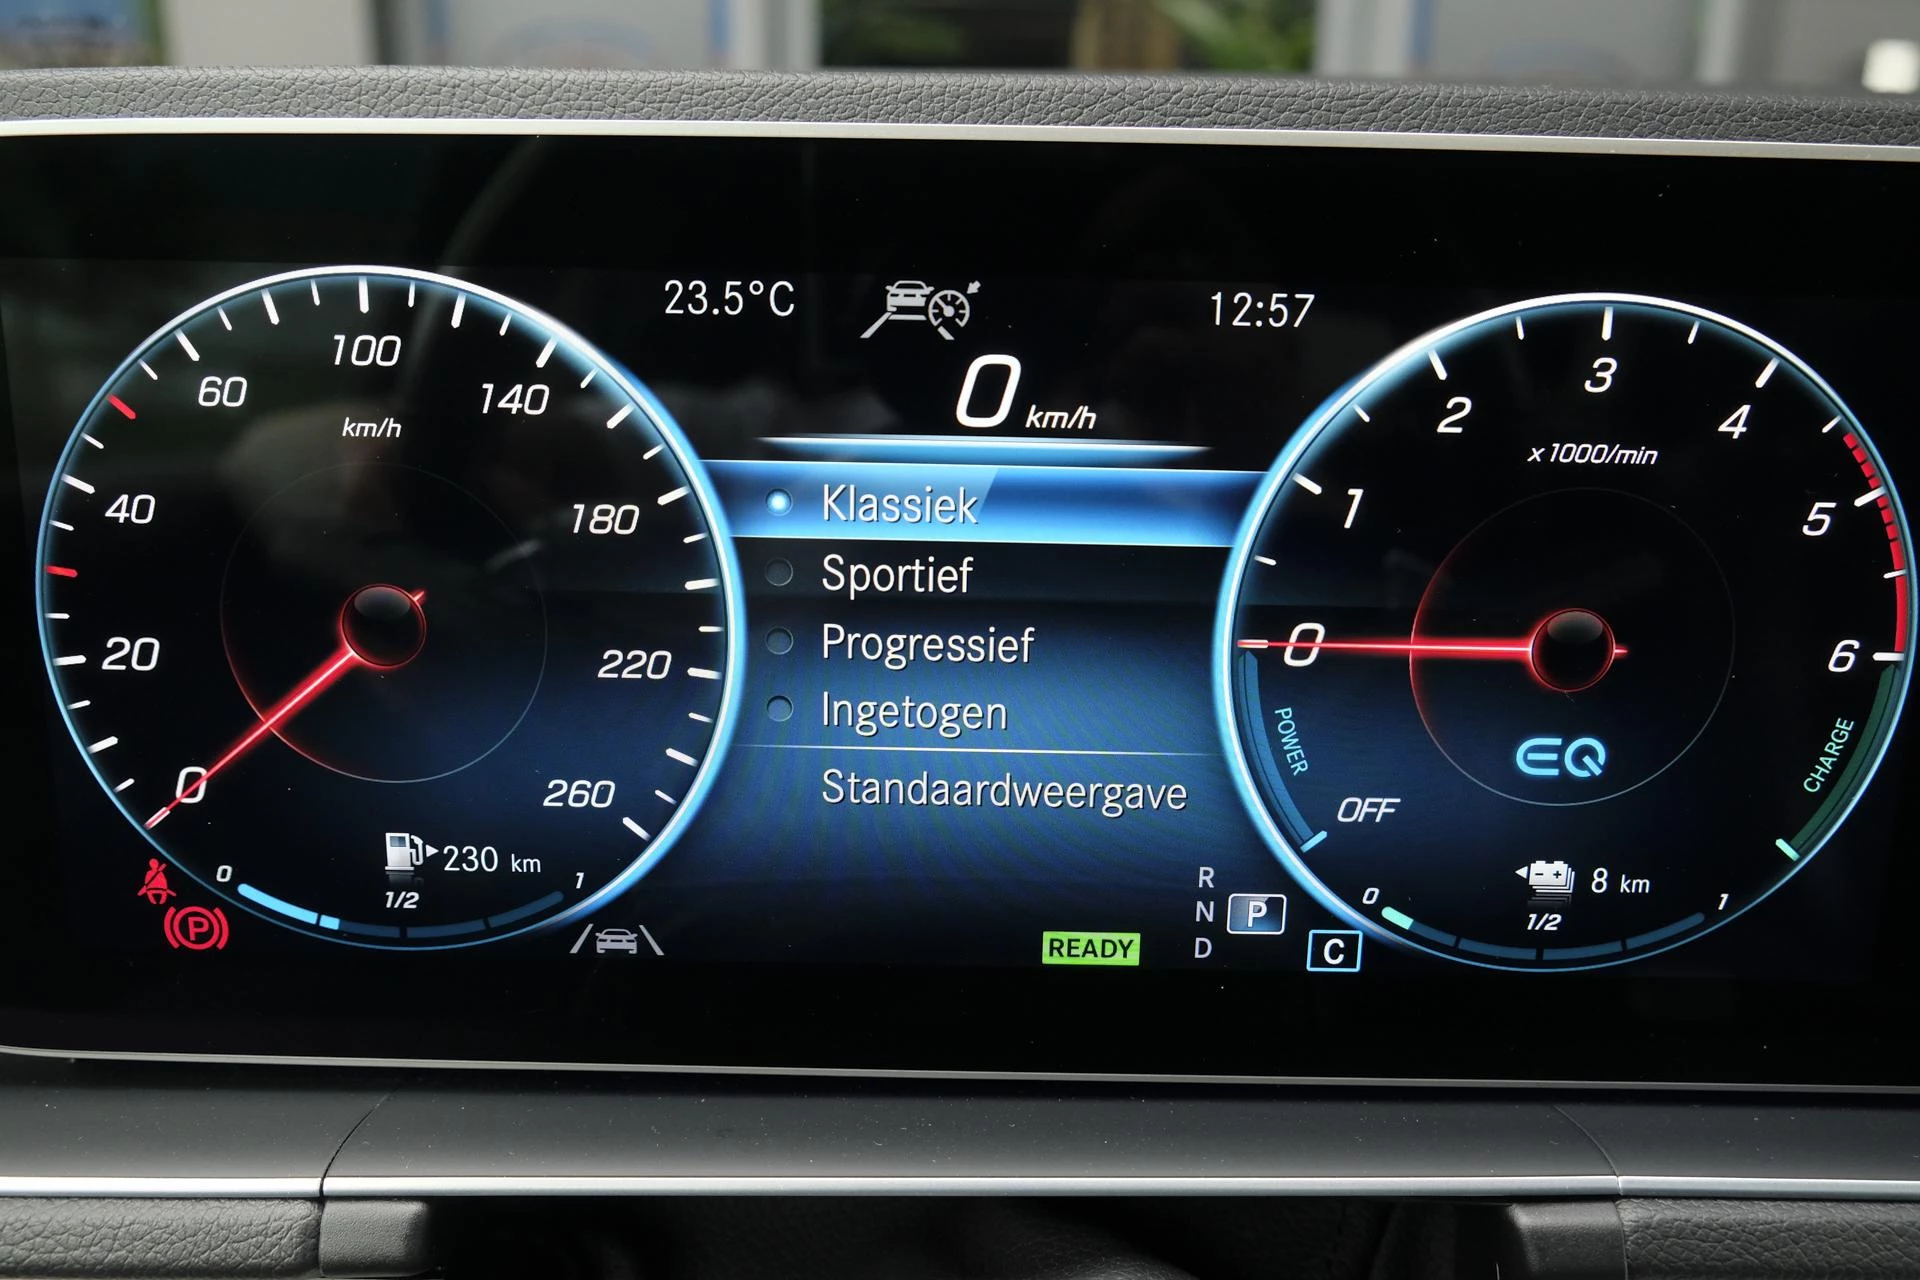 23.5°C
12:57
0 km/h
100
60
140
km/h
40
180
20
220
0
260
230 km
0
1
1/2
P
Klassiek
Sportief
Progressief
Ingetogen
Standaardweergave
READY
R
N
P
D
C
3
2
4
x1000/min
1
5
0
6
POWER
EQ
CHARGE
OFF
8 km
0
1
1/2